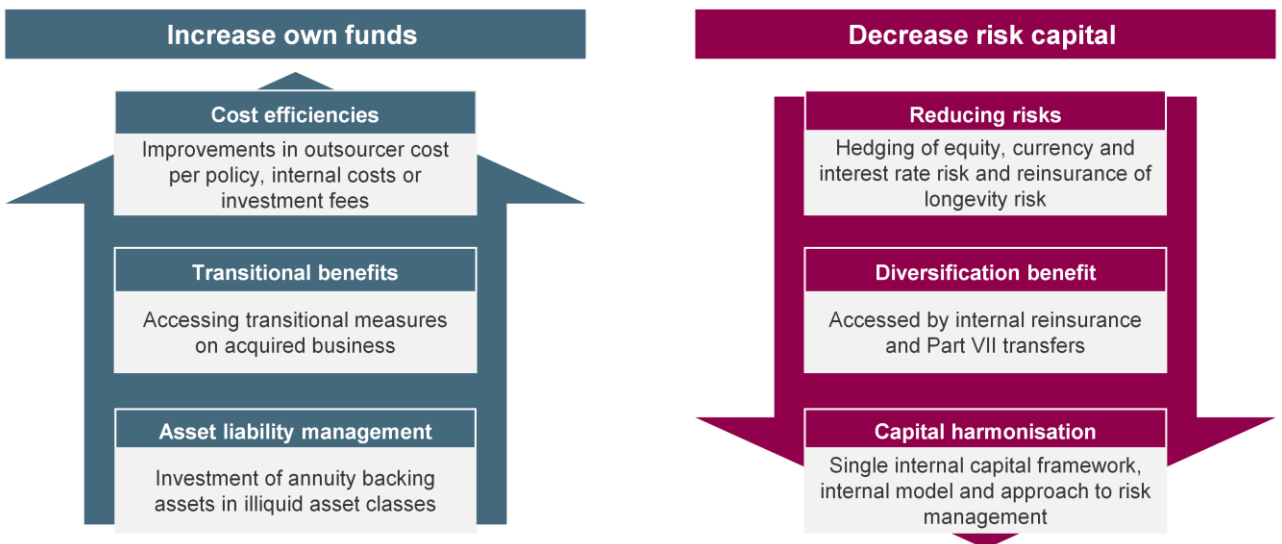 Increase own funds
Cost efficiencies
Improvements in outsourcer cost
per policy, internal costs or
investment fees
Transitional benefits
Accessing transitional measures
on acquired business
Asset liability management
Investment of annuity backing
assets in illiquid asset classes
Decrease risk capital
Reducing risks
Hedging of equity, currency and
interest rate risk and reinsurance of
longevity risk
Diversification benefit
Accessed by internal reinsurance
and Part VII transfers
Capital harmonisation
Single internal capital framework,
internal model and approach to risk
management